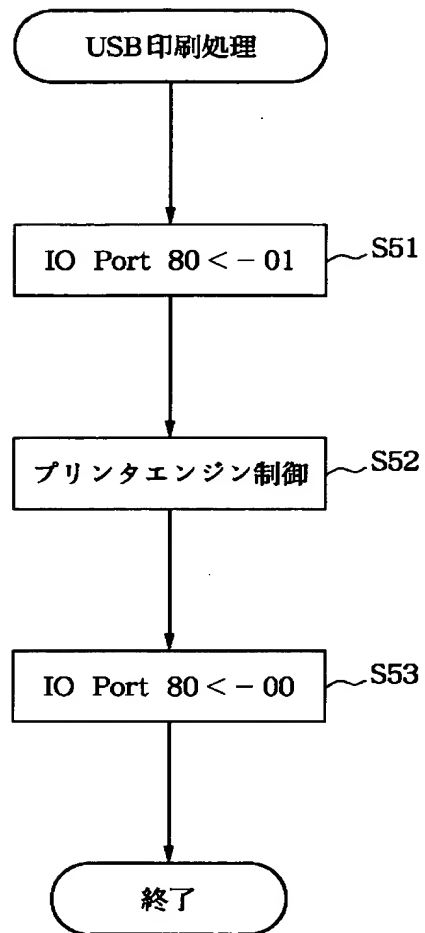 USB印刷処理
IO Port 80 < − 01
S51
プリンタエンジン制御
S52
IO Port 80 < − 00
S53
終了